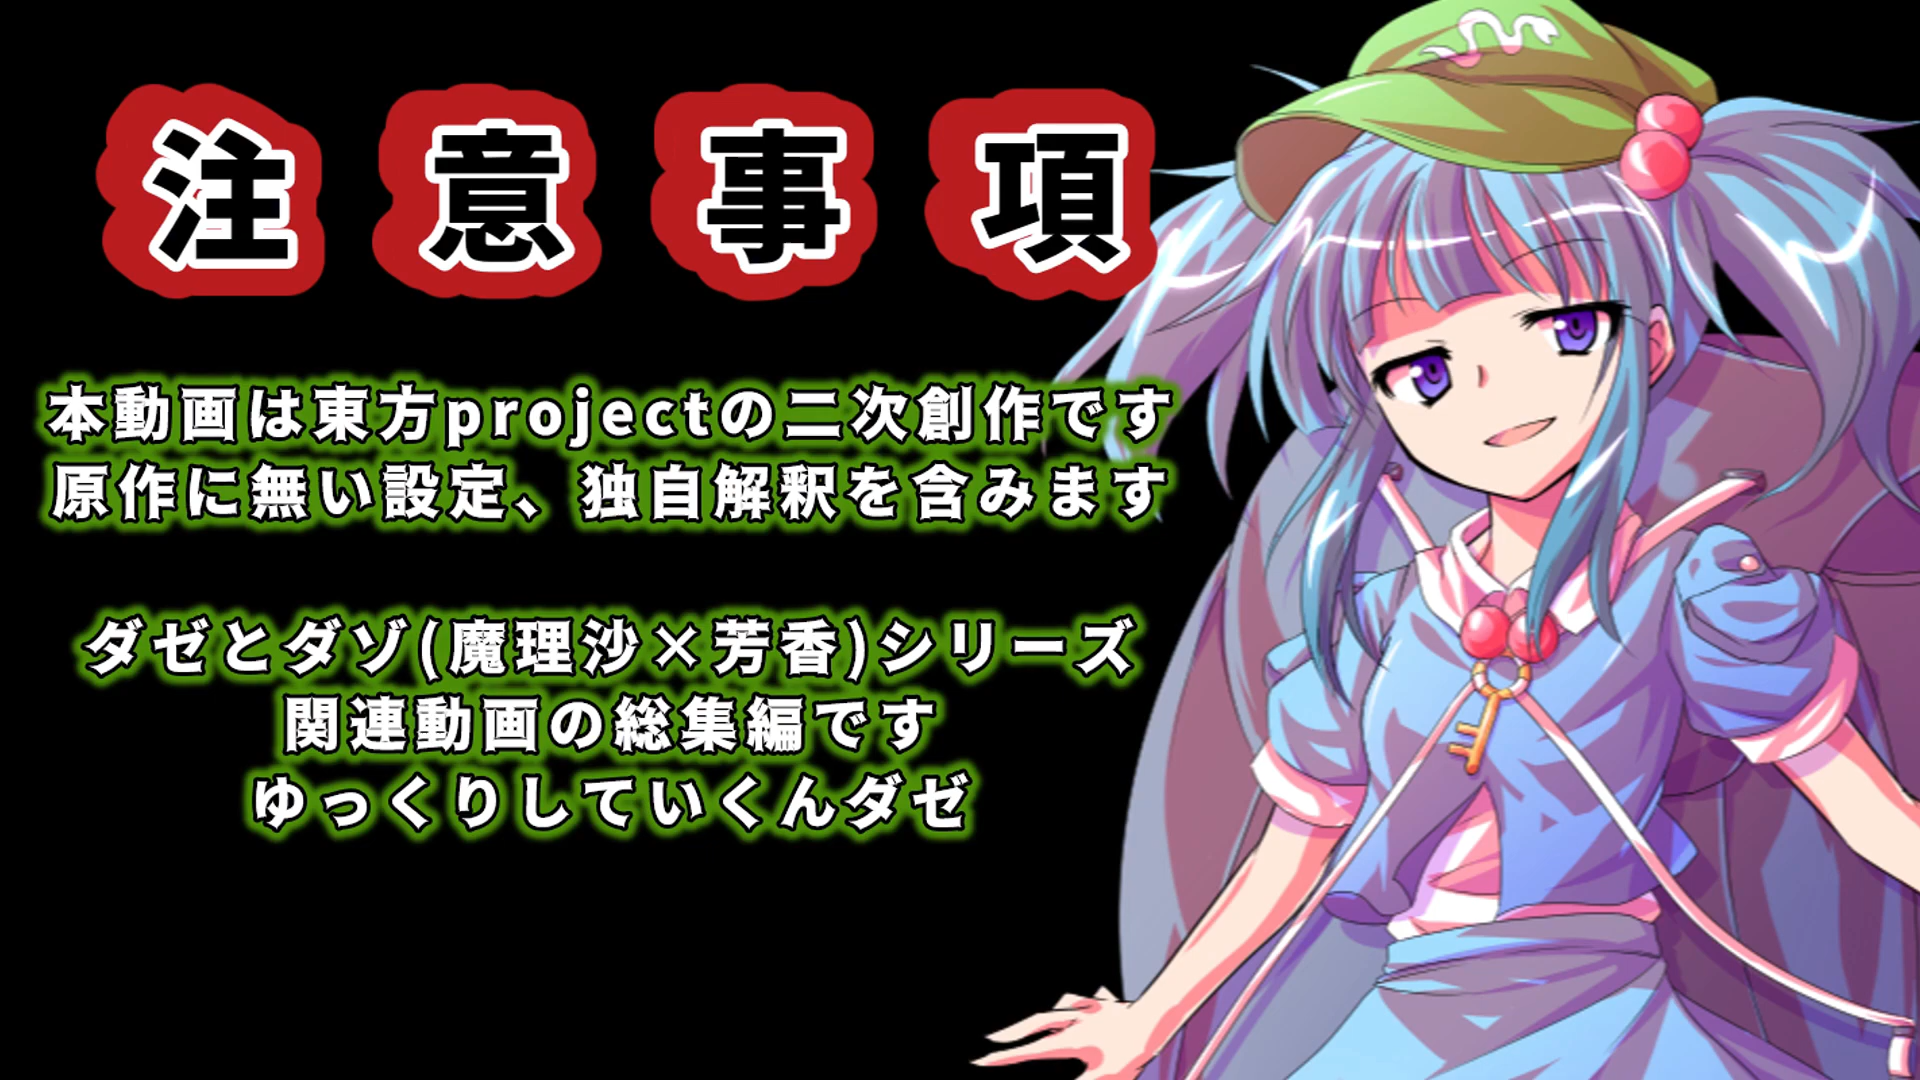 注意事項
本動画は東方projectの二次創作です
原作に無い設定、独自解釈を含みます
ダゼとダゾ(魔理沙×芳香)シリーズ
関連動画の総集編です
ゆっくりしていくんダゼ